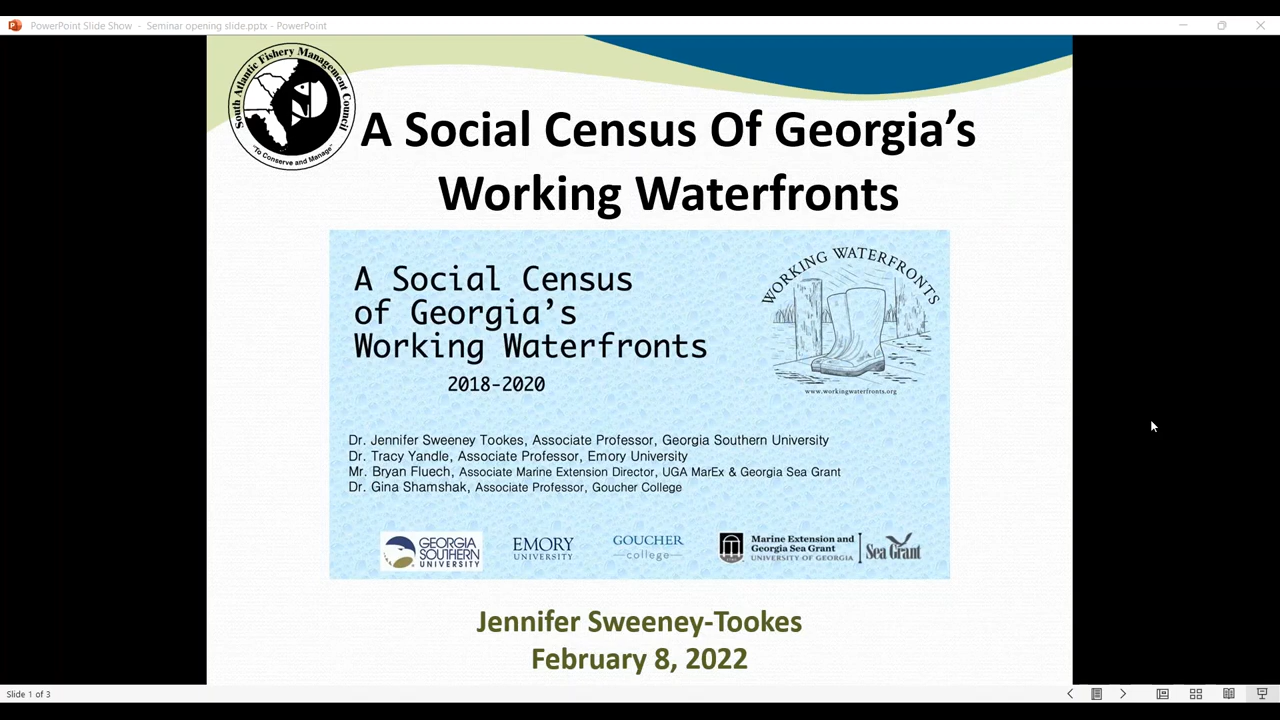 PowerPoint Slide Show - Seminar opening slide.pptx - PowerPoint
South Atlantic Fishery Management Council
"To Conserve and Manage"
A Social Census Of Georgia's
Working Waterfronts
A Social Census
of Georgia's
Working Waterfronts
2018-2020
WORKING WATERFRONTS
www.workingwaterfronts.org
Dr. Jennifer Sweeney Tookes, Associate Professor, Georgia Southern University
Dr. Tracy Yandle, Associate Professor, Emory University
Mr. Bryan Fluech, Associate Marine Extension Director, UGA MarEx & Georgia Sea Grant
Dr. Gina Shamshak, Associate Professor, Goucher College
GEORGIA
SOUTHERN
UNIVERSITY
EMORY
UNIVERSITY
GOUCHER
college
Marine Extension and
Georgia Sea Grant
UNIVERSITY OF GEORGIA
Sea Grant
Jennifer Sweeney-Tookes
February 8, 2022
Slide 1 of 3